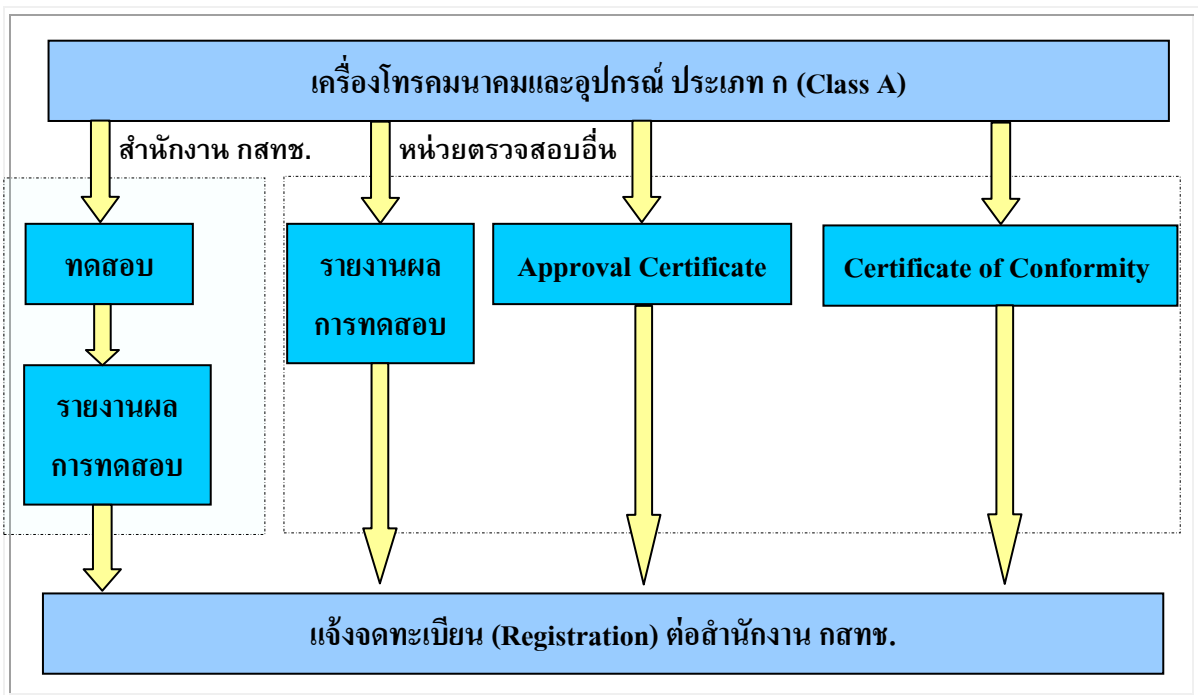 เครื่องโทรคมนาคมและอุปกรณ์ ประเภท ก (Class A)
สำนักงาน กสทช.
หน่วยตรวจสอบอื่น
ทดสอบ
รายงานผล
การทดสอบ
รายงานผล
การทดสอบ
Approval Certificate
Certificate of Conformity
แจ้งจดทะเบียน (Registration) ต่อสำนักงาน กสทช.